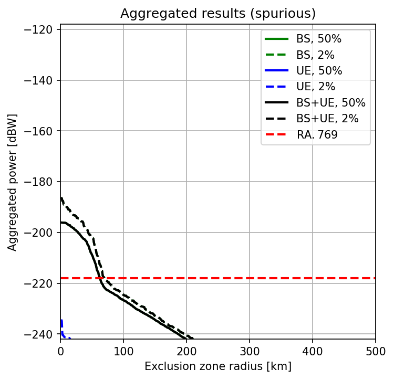 Aggregated results (spurious)
BS, 50%
BS, 2%
UE, 50%
UE, 2%
BS+UE, 50%
BS+UE, 2%
RA. 769
Aggregated power [dBW]
−120
−140
−160
−180
−200
−220
−240
0 100 200 300 400 500
Exclusion zone radius [km]